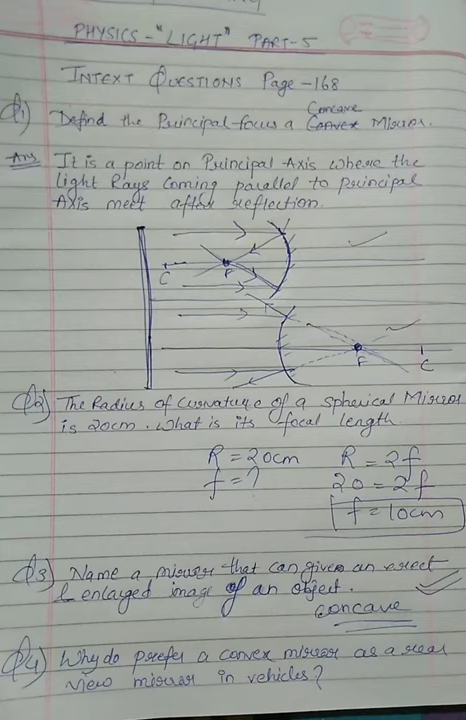 PHYSICS - "LIGHT" PART-5
INTEXT QUESTIONS Page -168
Q1) Defind the Principal focus a Concave Convex Mirror.
Ans It is a point on Principal Axis where the
light Rays coming parallel to principal
Axis meet after reflection.
C F
F C
Q2) The Radius of Curvature of a spherical Mirror
is 20cm. What is its focal length.
R = 20cm R = 2f
f = ? 20 = 2f
f = 10cm
Q3) Name a mirror that can given an erect
& enlarged image of an object.
Concave
Q4) Why do prefer a convex mirror as a rear
view mirror in vehicles?